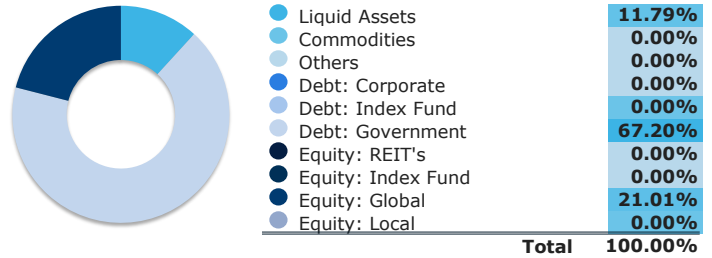 Liquid Assets 11.79%
Commodities 0.00%
Others 0.00%
Debt: Corporate 0.00%
Debt: Index Fund 0.00%
Debt: Government 67.20%
Equity: REIT's 0.00%
Equity: Index Fund 0.00%
Equity: Global 21.01%
Equity: Local 0.00%
Total 100.00%